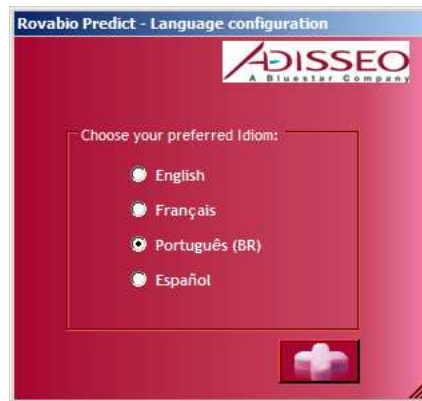 Rovabio Predict - Language configuration
ADISSEO
A Bluestar Company
Choose your preferred Idiom:
English
Français
Português (BR)
Español